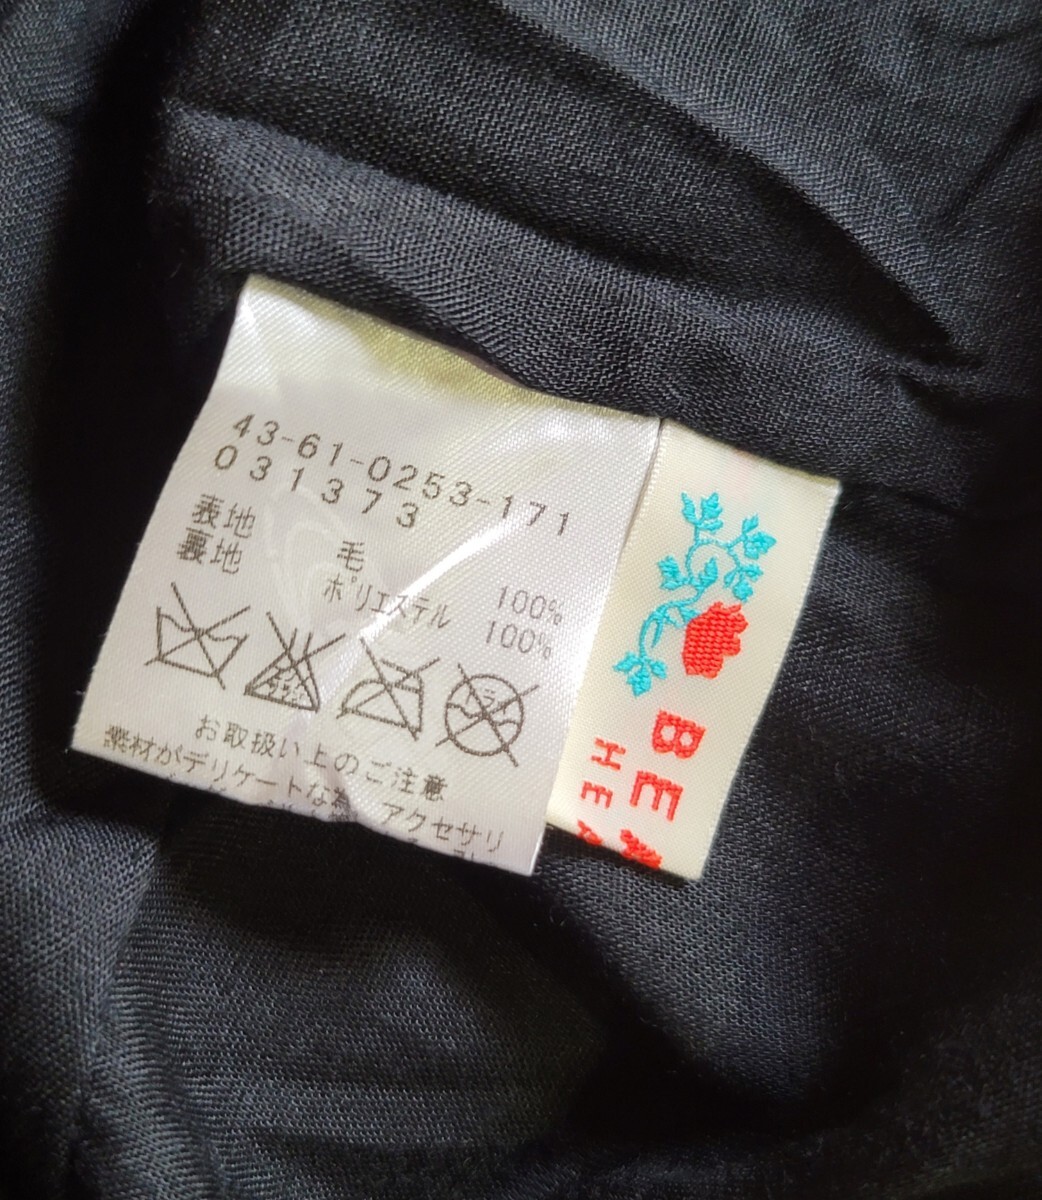 43-61-0253-171
031373
表地 毛 100%
裏地 ポリエステル 100%
お取扱い上のご注意
素材がデリケートな為 アクセサリ
BEA
HEA